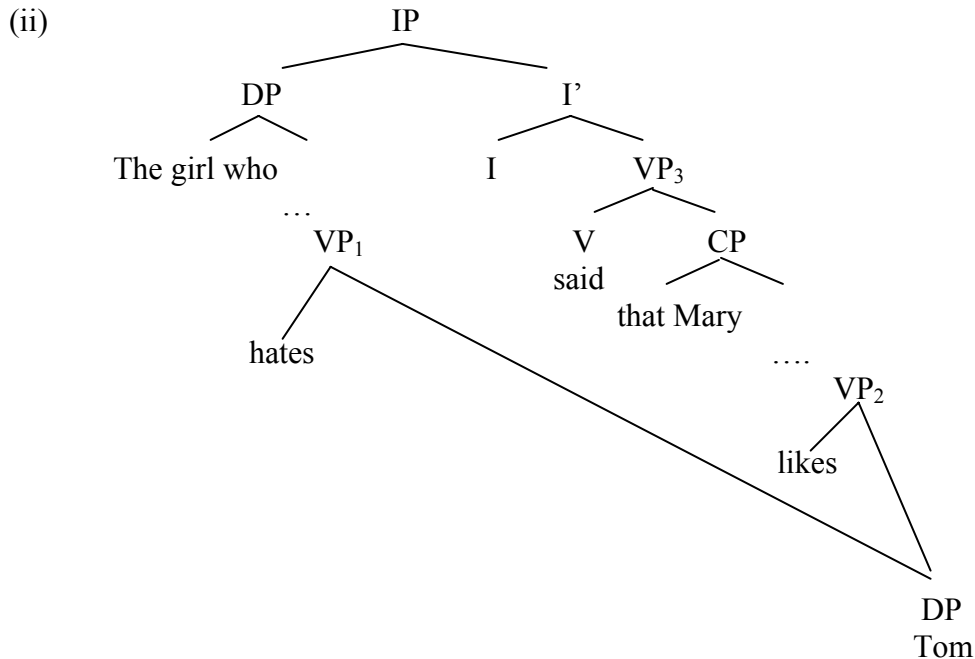 (ii) IP
DP I’
The girl who I VP₃
… VP₁ V CP
said
that Mary
hates
…. VP₂
likes
DP
Tom